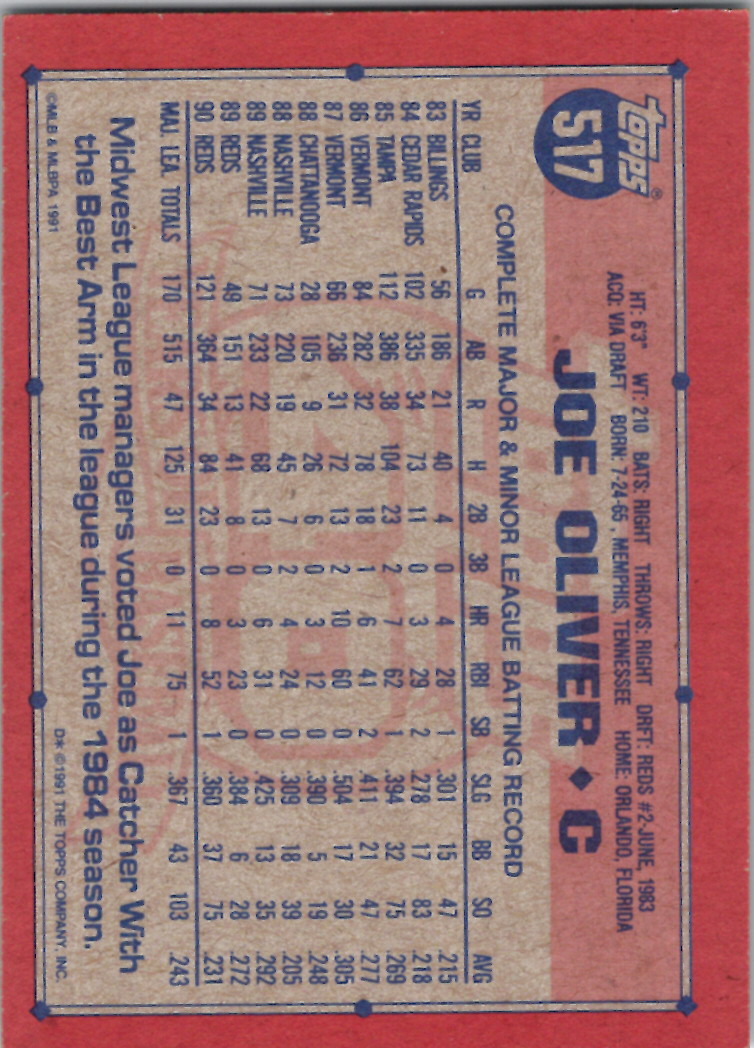 Topps®
517
HT: 6'3" WT: 210 BATS: RIGHT THROWS: RIGHT DRFT: REDS #2-JUNE, 1983
ACQ: VIA DRAFT BORN: 7-24-65, MEMPHIS, TENNESSEE HOME: ORLANDO, FLORIDA
JOE OLIVER ♦ C
COMPLETE MAJOR & MINOR LEAGUE BATTING RECORD
YR CLUB G AB R H 2B 3B HR RBI SB SLG BB SO AVG
83 BILLINGS 56 186 21 40 4 0 4 28 1 .301 15 47 .215
84 CEDAR RAPIDS 102 335 34 73 11 0 3 29 2 .278 17 83 .218
85 TAMPA 112 386 38 104 23 2 7 62 1 .394 32 75 .269
86 VERMONT 84 282 32 78 18 1 6 41 2 .411 21 47 .277
87 VERMONT 66 236 31 72 13 2 10 60 0 .504 17 30 .305
88 CHATTANOOGA 28 105 9 26 6 0 3 12 0 .390 5 19 .248
88 NASHVILLE 73 220 19 45 7 2 4 24 0 .309 18 39 .205
89 NASHVILLE 71 233 22 68 13 0 6 31 0 .425 13 35 .292
89 REDS 49 151 13 41 8 0 3 23 0 .384 6 28 .272
90 REDS 121 364 34 84 23 0 8 52 1 .360 37 75 .231
MAJ. LEA. TOTALS 170 515 47 125 31 0 11 75 1 .367 43 103 .243
Midwest League managers voted Joe as Catcher With
the Best Arm in the league during the 1984 season.
©MLB & MLBPA 1991 D* ©1991 THE TOPPS COMPANY, INC.